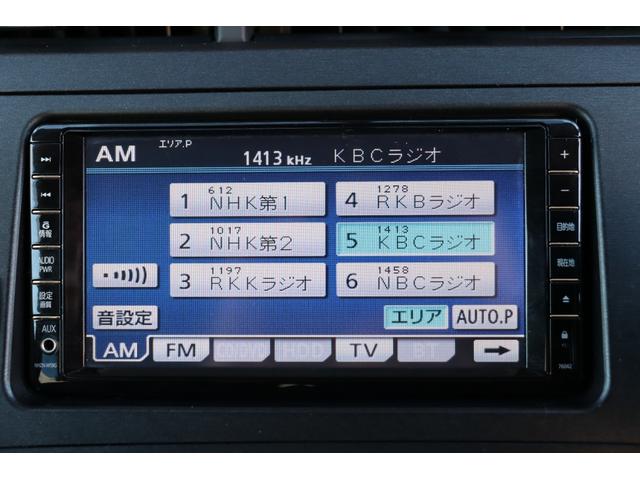 AM エリア.P
1413 kHz KBCラジオ
1 612 NHK第1
4 1278 RKBラジオ
2 1017 NHK第2
5 1413 KBCラジオ
3 1197 RKKラジオ
6 1458 NBCラジオ
音設定
エリア AUTO.P
AM FM CD/DVD HDD TV BT
G
情報
AUDIO
PWR
設定
画質
AUX
+
−
目的地
現在地